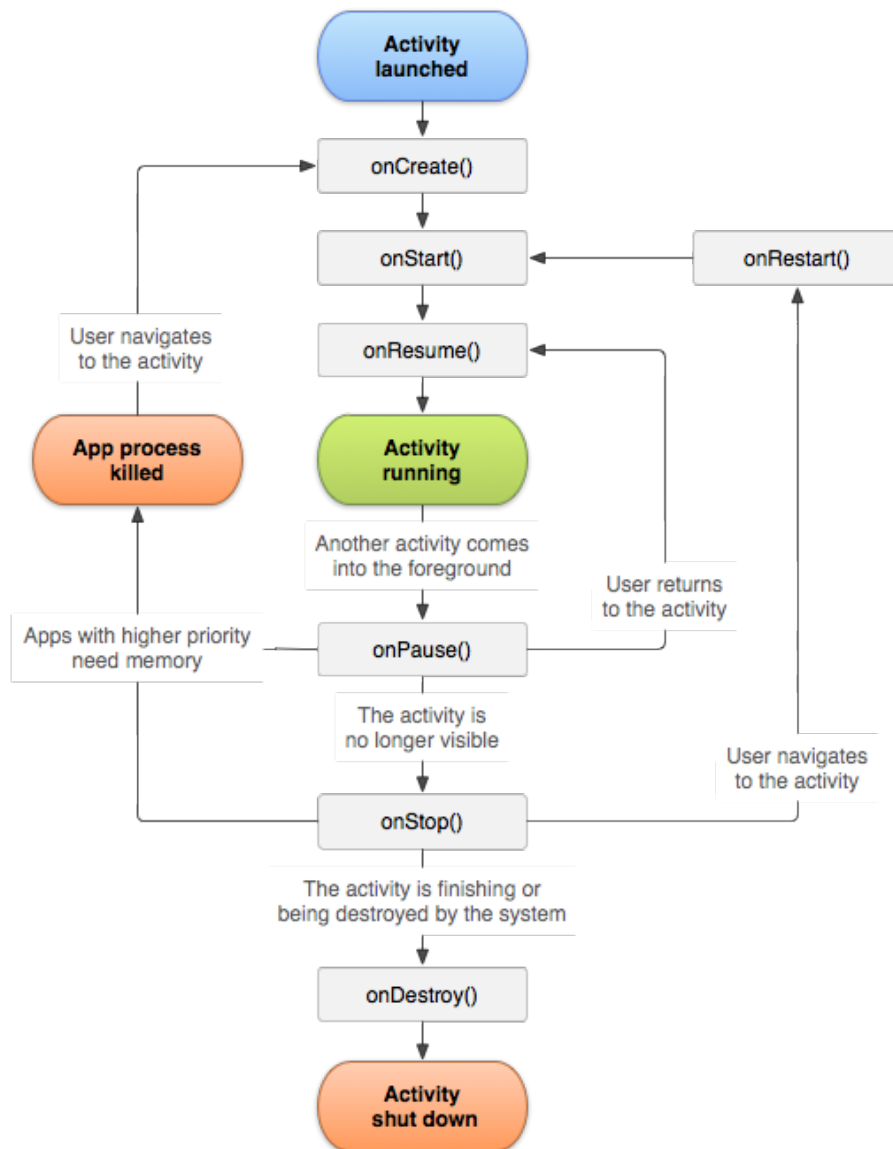 Activity
launched
onCreate()
onStart()
onRestart()
onResume()
User navigates
to the activity
App process
killed
Activity
running
Another activity comes
into the foreground
User returns
to the activity
Apps with higher priority
need memory
onPause()
The activity is
no longer visible
User navigates
to the activity
onStop()
The activity is finishing or
being destroyed by the system
onDestroy()
Activity
shut down